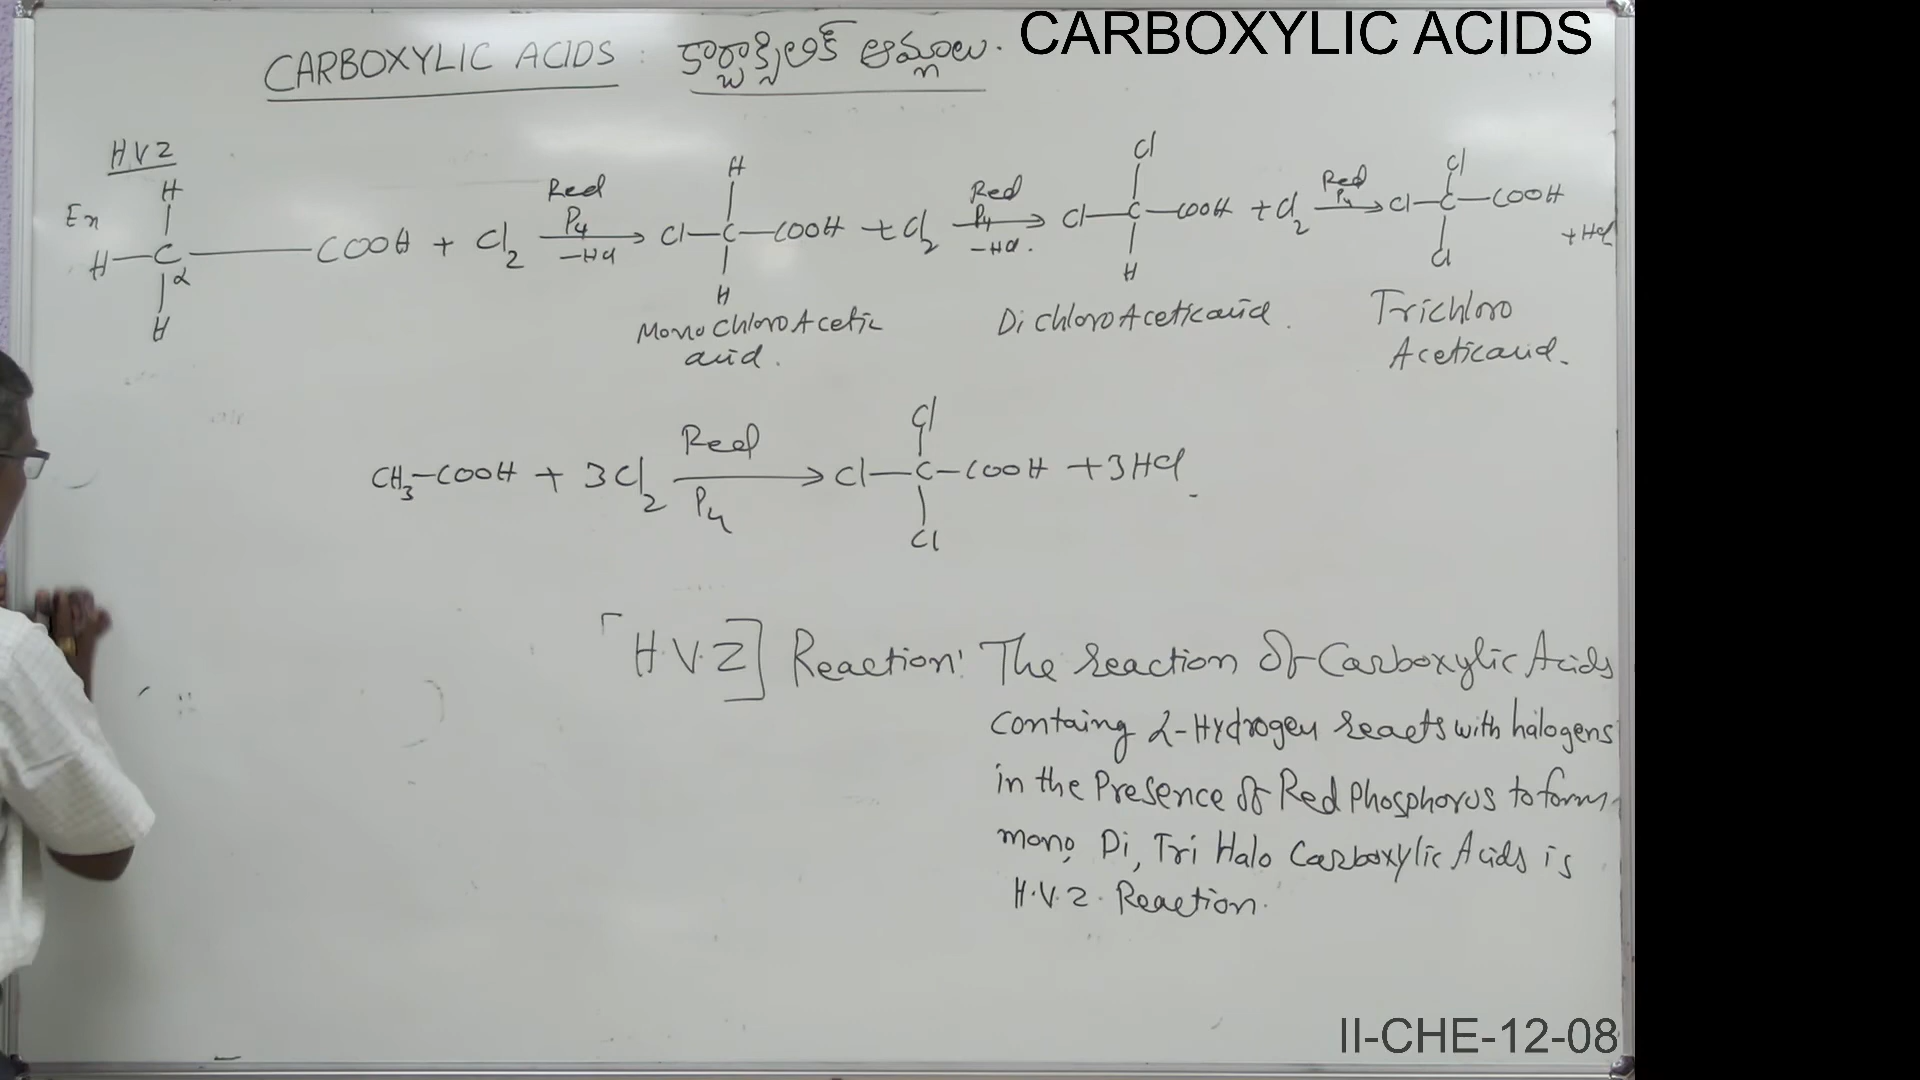 CARBOXYLIC ACIDS
CARBOXYLIC ACIDS : కార్బాక్సిలిక్ ఆమ్లాలు.
HVZ
Ex
H
H—C—COOH + Cl2 Red P4 —HCl → Cl—C—COOH + Cl2 Red P4 —HCl. → Cl—C—COOH + Cl2 Red P4 → Cl—C—COOH + HCl
α
H
H
H
Cl
H
Cl
Cl
Mono Chloro Acetic acid.
Di chloro Acetic acid.
Trichloro Acetic acid.
Cl
CH3—COOH + 3Cl2 Red P4 → Cl—C—COOH + 3HCl.
Cl
[H.V.Z] Reaction: The reaction of Carboxylic Acids
containg α-Hydrogen reacts with halogens
in the Presence of Red Phosphorus to form
mono, Di, Tri Halo Carboxylic Acids is
H.V.Z. Reaction.
II-CHE-12-08